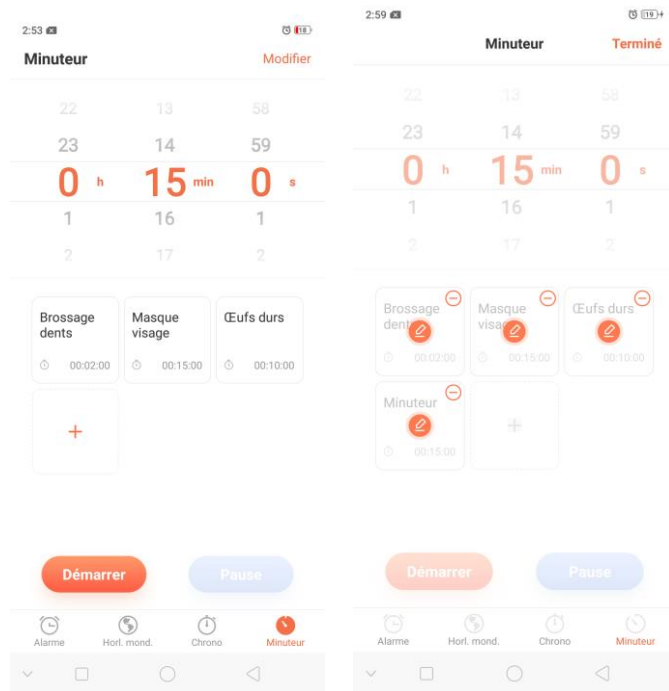 2:53
18
Minuteur
Modifier
22 13 58
23 14 59
0 h 15 min 0 s
1 16 1
2 17 2
Brossage
dents
00:02:00
Masque
visage
00:15:00
Œufs durs
00:10:00
+
Démarrer
Pause
Alarme
Horl. mond.
Chrono
Minuteur
2:59
19
Minuteur
Terminé
22 13 58
23 14 59
0 h 15 min 0 s
1 16 1
2 17 2
Brossage
dents
00:02:00
Masque
visage
00:15:00
Œufs durs
00:10:00
Minuteur
00:15:00
+
Démarrer
Pause
Alarme
Horl. mond.
Chrono
Minuteur